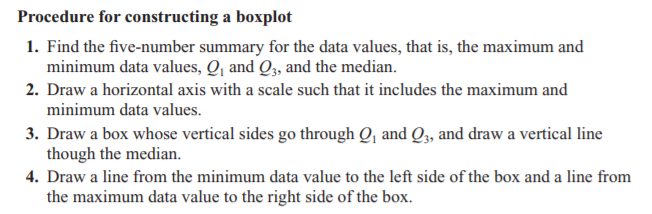 Procedure for constructing a boxplot
1. Find the five-number summary for the data values, that is, the maximum and
minimum data values, Q₁ and Q₃, and the median.
2. Draw a horizontal axis with a scale such that it includes the maximum and
minimum data values.
3. Draw a box whose vertical sides go through Q₁ and Q₃, and draw a vertical line
though the median.
4. Draw a line from the minimum data value to the left side of the box and a line from
the maximum data value to the right side of the box.